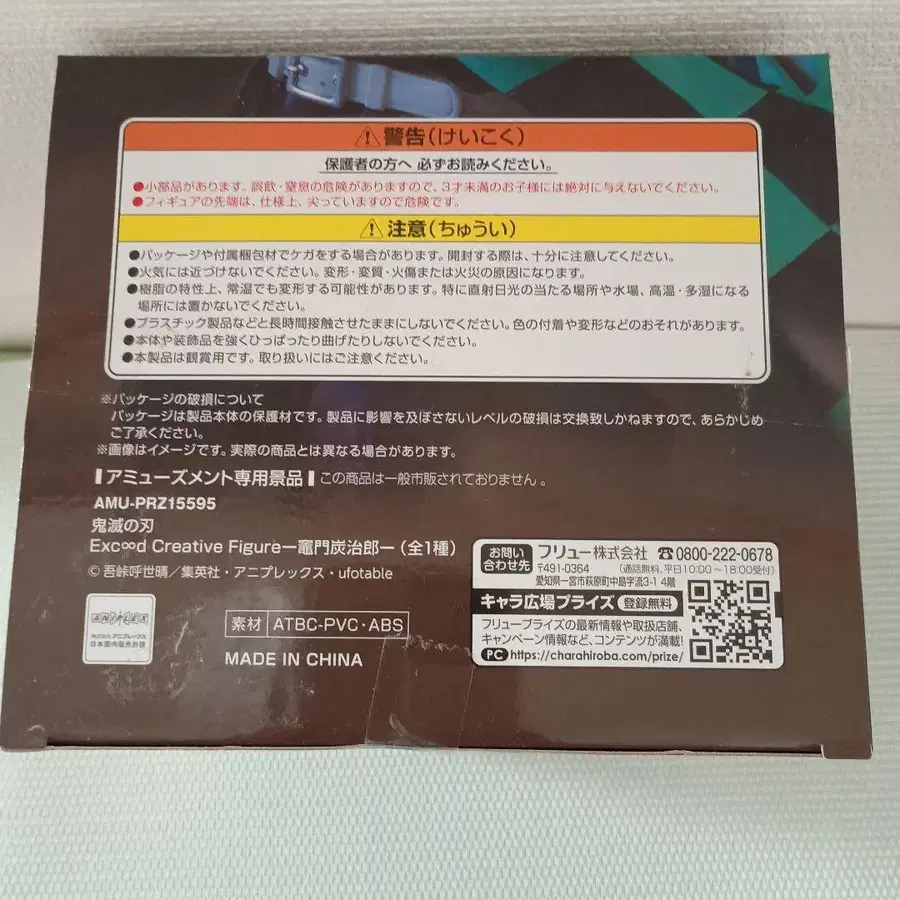 ⚠警告(けいこく)
保護者の方へ 必ずお読みください。
●小部品があります。誤飲・窒息の危険がありますので、3才未満のお子様には絶対に与えないでください。
●フィギュアの先端は、仕様上、尖っていますので危険です。
⚠注意(ちゅうい)
●パッケージや付属梱包材でケガをする場合があります。開封する際は、十分に注意してください。
●火気には近づけないでください。変形・変質・火傷または火災の原因になります。
●樹脂の特性上、常温でも変形する可能性があります。特に直射日光の当たる場所や水場、高温・多湿になる
場所には置かないでください。
●プラスチック製品などと長時間接触させたままにしないでください。色の付着や変形などのおそれがあります。
●本体や装飾品を強くひっぱったり曲げたりしないでください。
●本製品は観賞用です。取り扱いにはご注意ください。
※パッケージの破損について
パッケージは製品本体の保護材です。製品に影響を及ぼさないレベルの破損は交換致しかねますので、あらかじめ
ご了承ください。
※画像はイメージです。実際の商品とは異なる場合があります。
アミューズメント専用景品 この商品は一般市販されておりません。
AMU-PRZ15595
鬼滅の刃
Exc∞d Creative Figureー竈門炭治郎ー(全1種)
©吾峠呼世晴/集英社・アニプレックス・ufotable
ANIPLEX
株式会社アニプレックス
日本国内販売許諾
素材 ATBC-PVC・ABS
MADE IN CHINA
お問い合わせ先 フリュー株式会社 ☎0800-222-0678
〒491-0364 (通話無料、平日10:00〜18:00受付)
愛知県一宮市萩原町中島字流3-1 4階
キャラ広場プライズ 登録無料
フリュープライズの最新情報や取扱店舗、
キャンペーン情報など、コンテンツが満載!
PC https://charahiroba.com/prize/